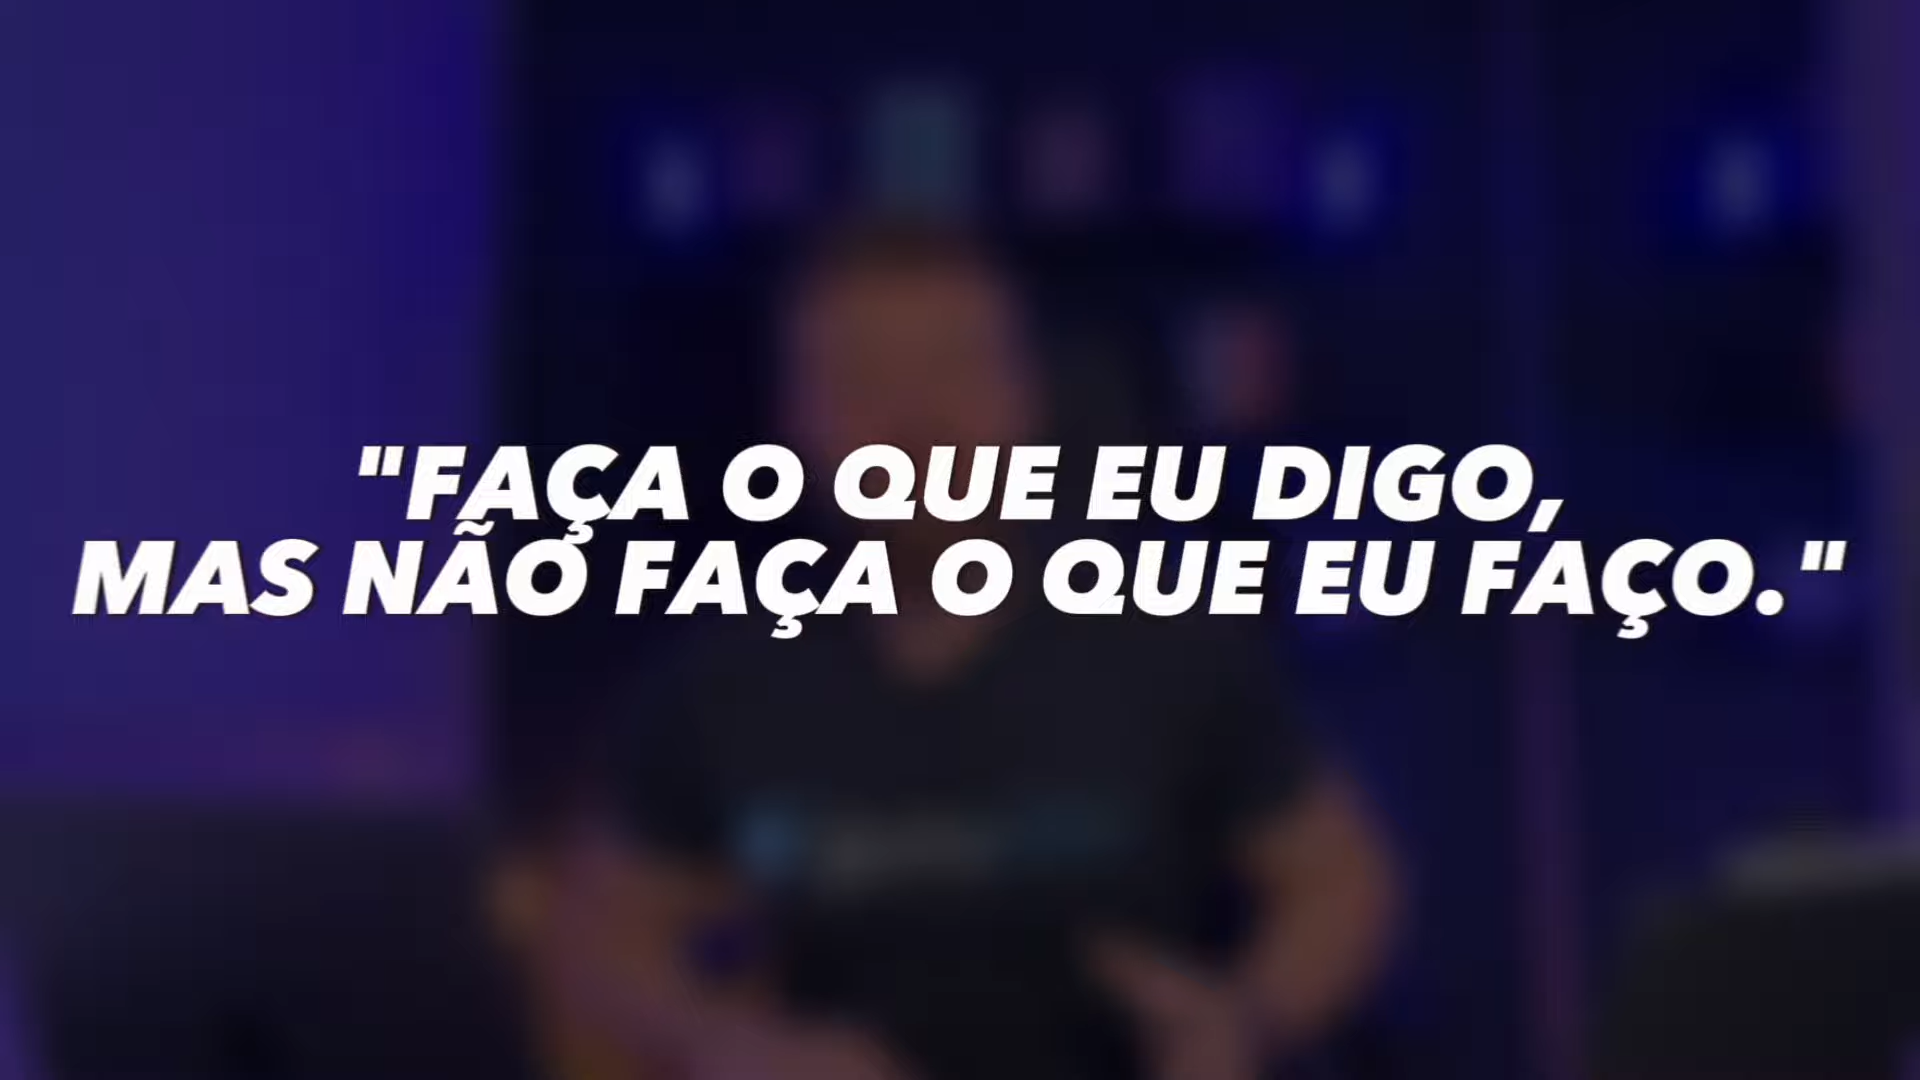 "FAÇA O QUE EU DIGO,
MAS NÃO FAÇA O QUE EU FAÇO."